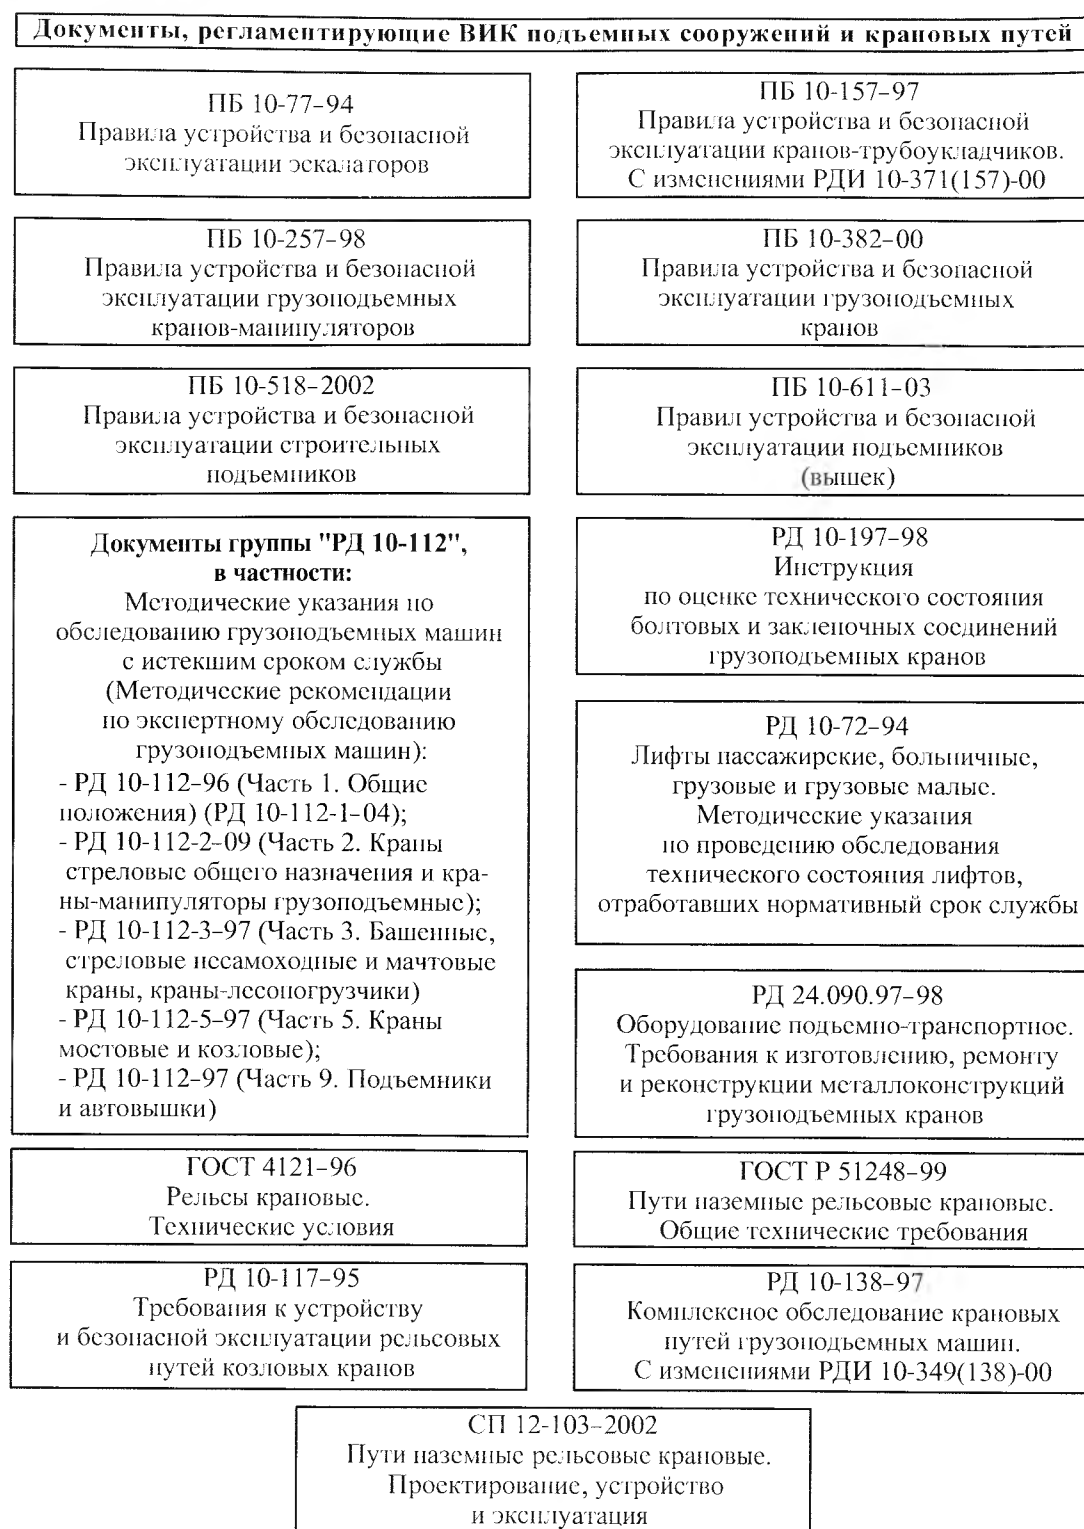 Документы, регламентирующие ВИК подъемных сооружений и крановых путей
ПБ 10-77–94
Правила устройства и безопасной
эксплуатации эскалаторов
ПБ 10-157–97
Правила устройства и безопасной
эксплуатации кранов-трубоукладчиков.
С изменениями РДИ 10-371(157)-00
ПБ 10-257–98
Правила устройства и безопасной
эксплуатации грузоподъемных
кранов-манипуляторов
ПБ 10-382–00
Правила устройства и безопасной
эксплуатации грузоподъемных
кранов
ПБ 10-518–2002
Правила устройства и безопасной
эксплуатации строительных
подъемников
ПБ 10-611–03
Правил устройства и безопасной
эксплуатации подъемников
(вышек)
Документы группы "РД 10-112",
в частности:
Методические указания по
обследованию грузоподъемных машин
с истекшим сроком службы
(Методические рекомендации
по экспертному обследованию
грузоподъемных машин):
- РД 10-112–96 (Часть 1. Общие
положения) (РД 10-112-1–04);
- РД 10-112-2–09 (Часть 2. Краны
стреловые общего назначения и кра-
ны-манипуляторы грузоподъемные);
- РД 10-112-3–97 (Часть 3. Башенные,
стреловые несамоходные и мачтовые
краны, краны-лесопогрузчики)
- РД 10-112-5–97 (Часть 5. Краны
мостовые и козловые);
- РД 10-112–97 (Часть 9. Подъемники
и автовышки)
РД 10-197–98
Инструкция
по оценке технического состояния
болтовых и заклепочных соединений
грузоподъемных кранов
РД 10-72–94
Лифты пассажирские, больничные,
грузовые и грузовые малые.
Методические указания
по проведению обследования
технического состояния лифтов,
отработавших нормативный срок службы
РД 24.090.97–98
Оборудование подъемно-транспортное.
Требования к изготовлению, ремонту
и реконструкции металлоконструкций
грузоподъемных кранов
ГОСТ 4121–96
Рельсы крановые.
Технические условия
ГОСТ Р 51248–99
Пути наземные рельсовые крановые.
Общие технические требования
РД 10-117–95
Требования к устройству
и безопасной эксплуатации рельсовых
путей козловых кранов
РД 10-138–97
Комплексное обследование крановых
путей грузоподъемных машин.
С изменениями РДИ 10-349(138)-00
СП 12-103–2002
Пути наземные рельсовые крановые.
Проектирование, устройство
и эксплуатация